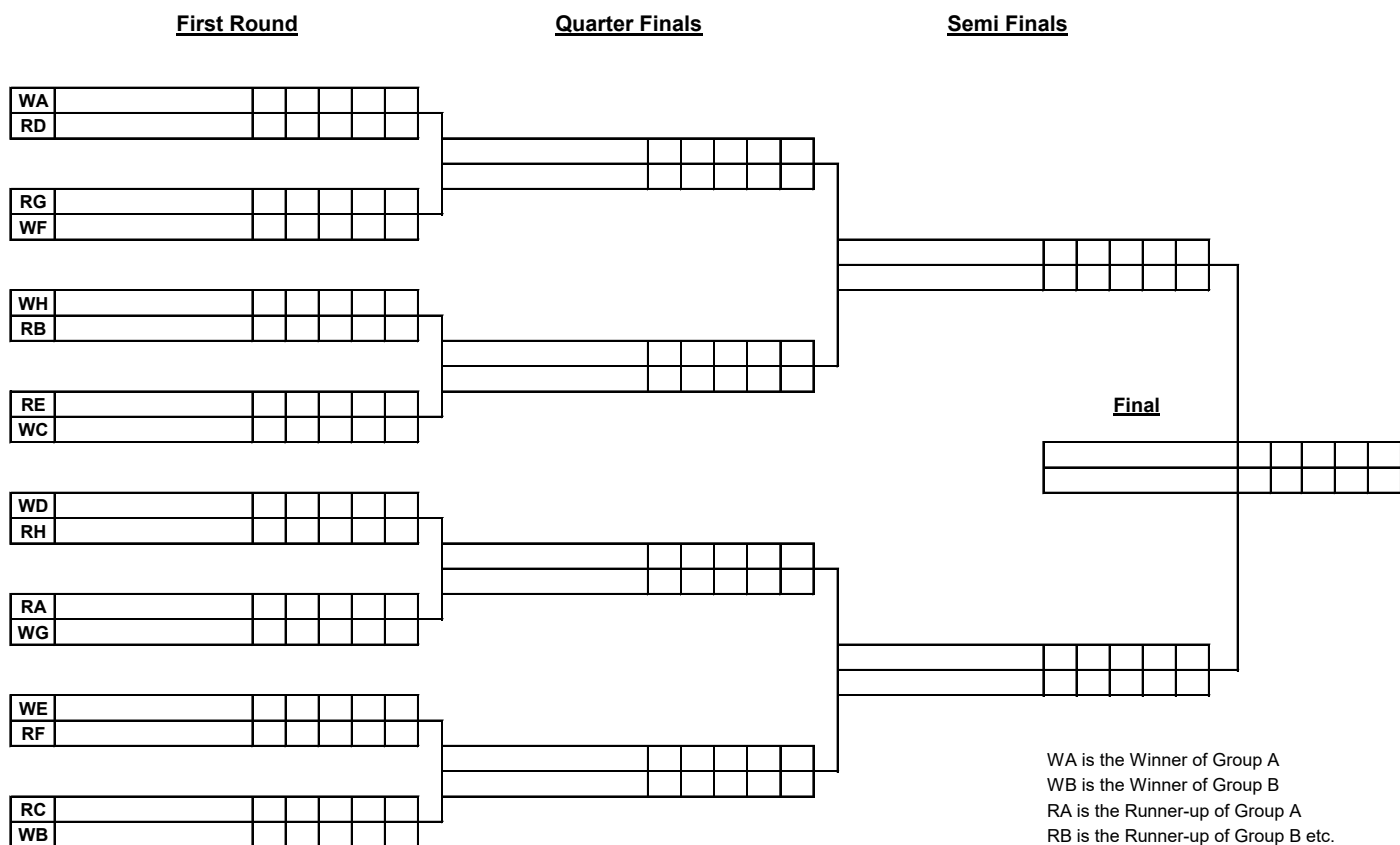 First Round Quarter Finals Semi Finals
WA
RD
RG
WF
WH
RB
RE
WC
Final
WD
RH
RA
WG
WE
RF
RC
WB
WA is the Winner of Group A
WB is the Winner of Group B
RA is the Runner-up of Group A
RB is the Runner-up of Group B etc.